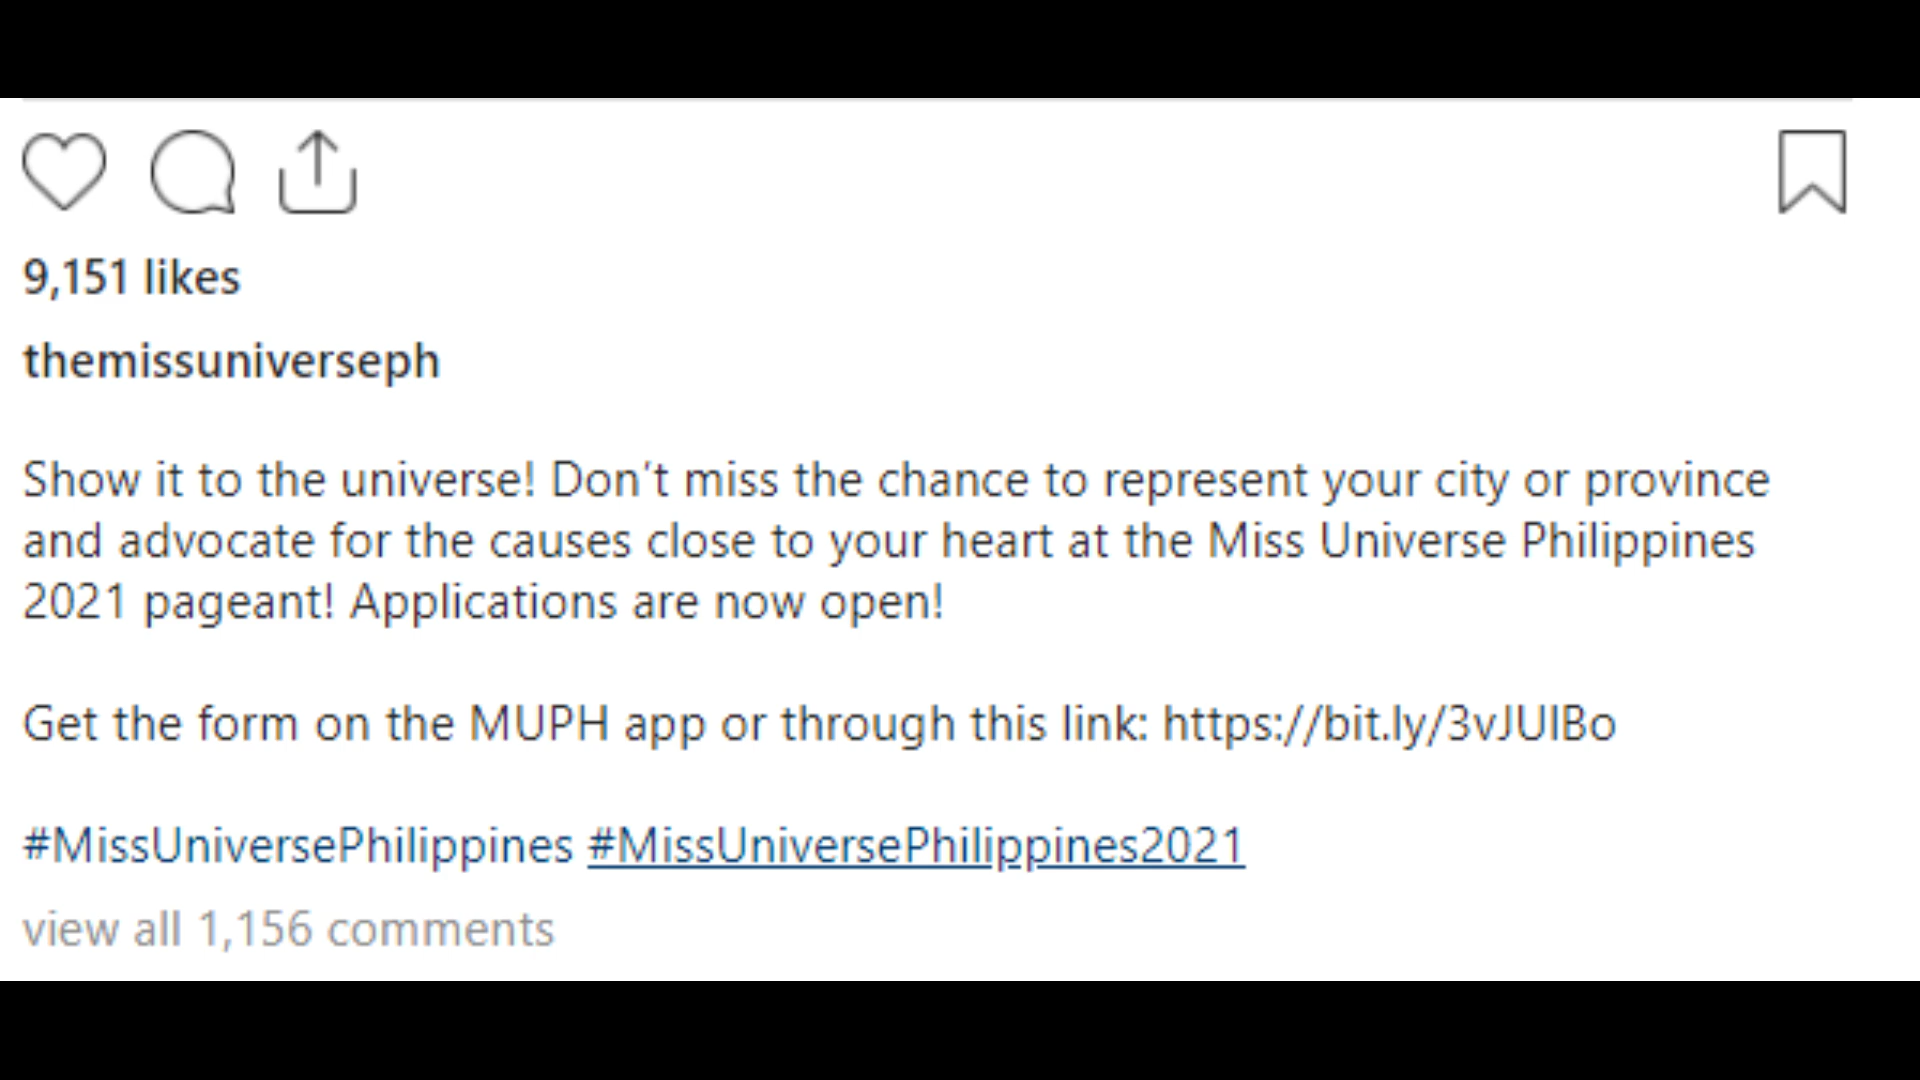 9,151 likes
themissuniverseph
Show it to the universe! Don't miss the chance to represent your city or province
and advocate for the causes close to your heart at the Miss Universe Philippines
2021 pageant! Applications are now open!
Get the form on the MUPH app or through this link: https://bit.ly/3vJUIBo
#MissUniversePhilippines #MissUniversePhilippines2021
view all 1,156 comments